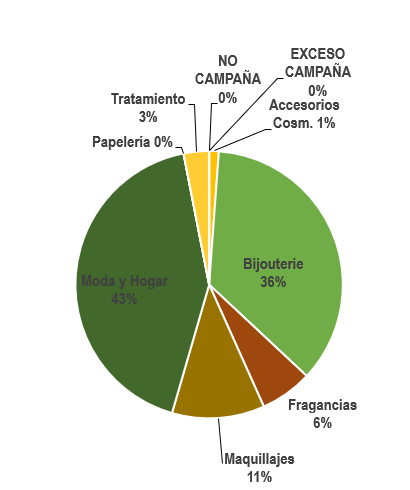 NO
CAMPAÑA
0%
EXCESO
CAMPAÑA
0%
Accesorios
Cosm. 1%
Tratamiento
3%
Papelería 0%
Bijouterie
36%
Moda y Hogar
43%
Fragancias
6%
Maquillajes
11%